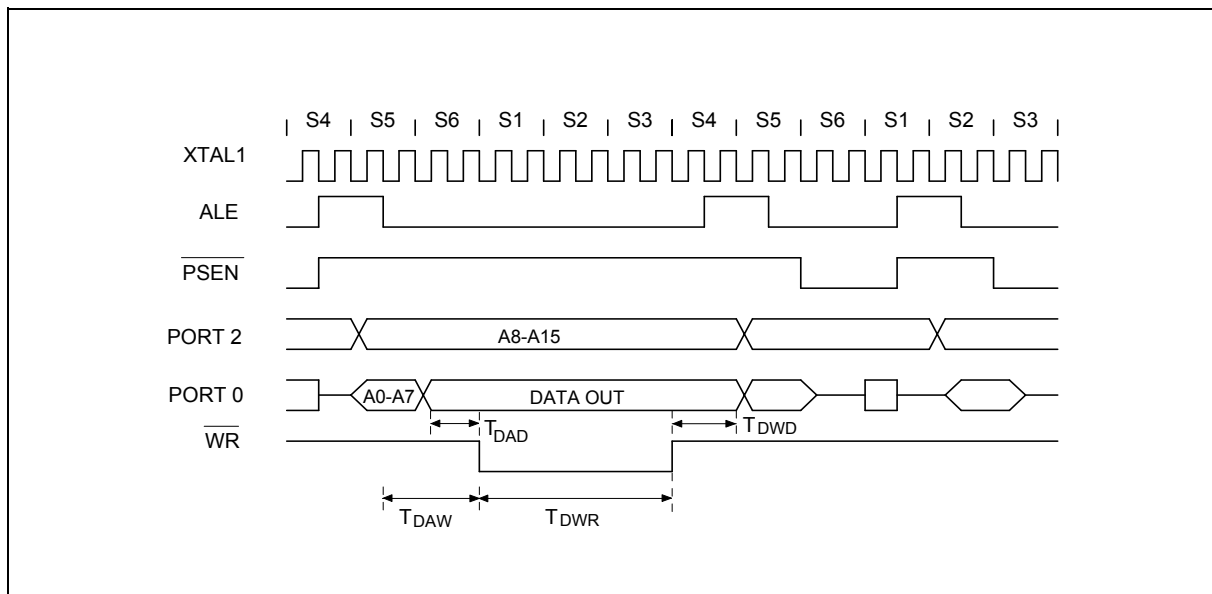 | S4 | S5 | S6 | S1 | S2 | S3 | S4 | S5 | S6 | S1 | S2 | S3 |
XTAL1
ALE
PSEN
PORT 2 A8-A15
PORT 0 A0-A7 DATA OUT
TDAD TDWD
WR
TDAW TDWR